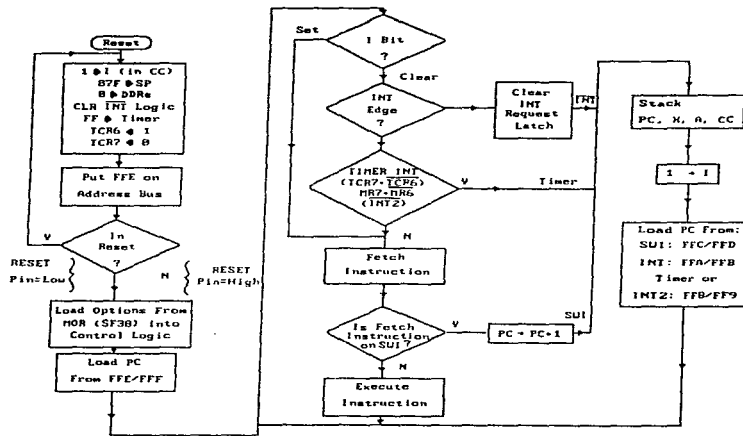 Reset
1 → I (in CC)
07F → SP
0 → DDRs
CLR INT Logic
FF → Timer
TCR6 ← 1
TCR7 ← 0
Put FFE on
Address Bus
In
Reset
?
Y
N
RESET
Pin=Low
RESET
Pin=High
Load Options From
MOR ($F38) Into
Control Logic
Load PC
From FFE/FFF
I Bit
?
Set
Clear
INT
Edge
?
Clear
INT
Request
Latch
INT
TIMER INT
(TCR7·TCR6)
MR7·MR6
(INT2)
Y
Timer
N
Fetch
Instruction
Is Fetch
Instruction
on SWI?
Y
PC → PC+1
SWI
N
Execute
Instruction
Stack
PC, X, A, CC
1 → I
Load PC From:
SWI: FFC/FFD
INT: FFA/FFB
Timer or
INT2: FF8/FF9